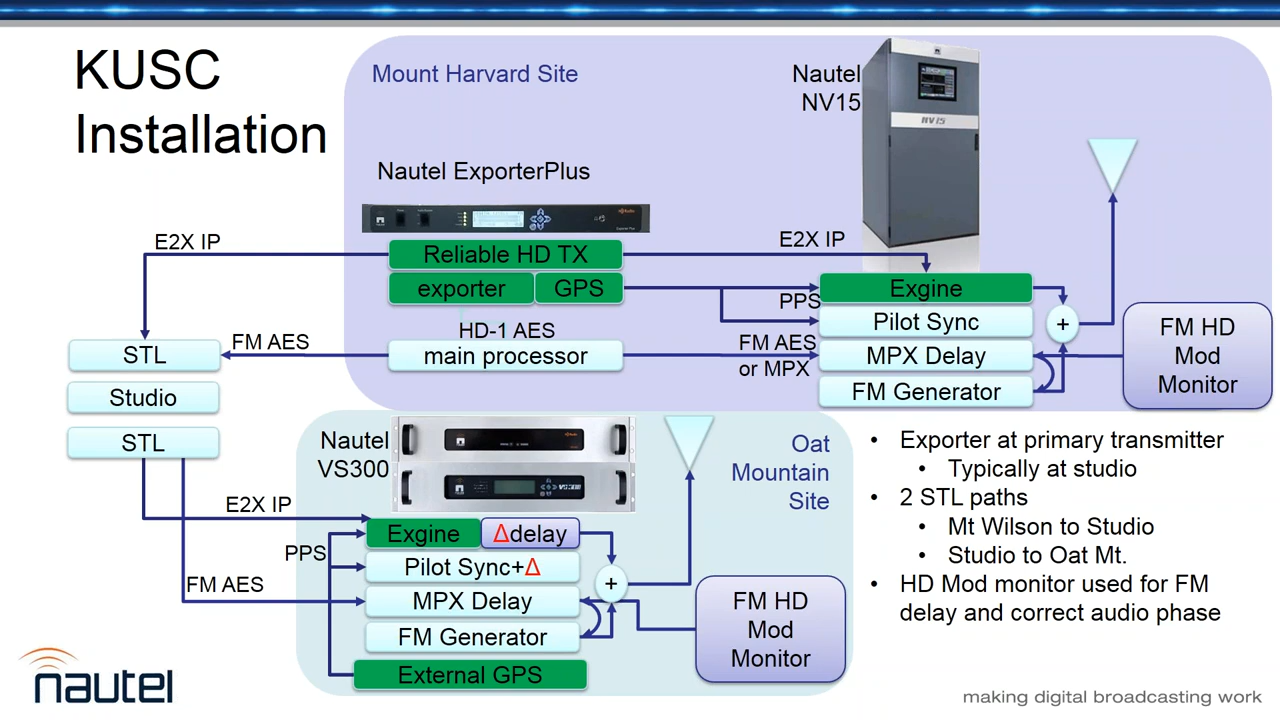 KUSC
Installation
Mount Harvard Site
Nautel
NV15
NV15
Nautel ExporterPlus
E2X IP
Reliable HD TX
E2X IP
exporter
GPS
PPS
Exgine
Pilot Sync
+
HD-1 AES
FM AES
STL
FM AES
main processor
or MPX
MPX Delay
FM Generator
FM HD
Mod
Monitor
Studio
STL
Nautel
VS300
Oat
Mountain
Site
E2X IP
PPS
Exgine
Δdelay
Pilot Sync+Δ
+
FM AES
MPX Delay
FM Generator
External GPS
FM HD
Mod
Monitor
• Exporter at primary transmitter
• Typically at studio
• 2 STL paths
• Mt Wilson to Studio
• Studio to Oat Mt.
• HD Mod monitor used for FM
delay and correct audio phase
nautel
making digital broadcasting work